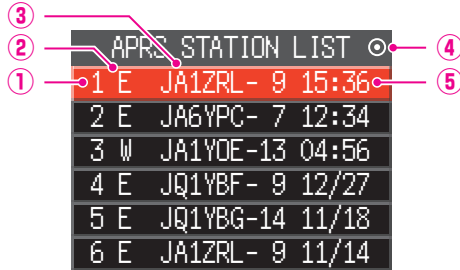 ③
② APRS STATION LIST ④
① 1 E JA1ZRL- 9 15:36 ⑤
2 E JA6YPC- 7 12:34
3 W JA1YOE-13 04:56
4 E JQ1YBF- 9 12/27
5 E JQ1YBG-14 11/18
6 E JA1ZRL- 9 11/14